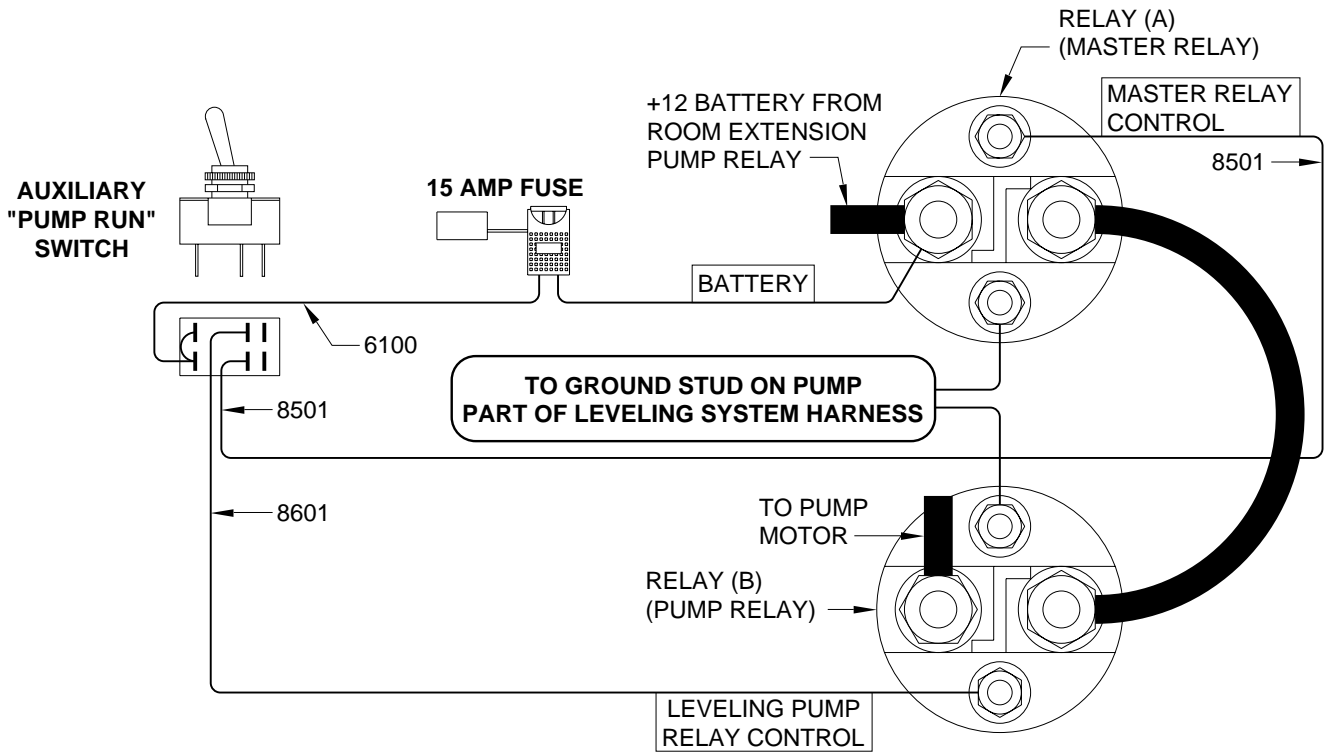 RELAY (A)
(MASTER RELAY)
+12 BATTERY FROM
ROOM EXTENSION
PUMP RELAY
MASTER RELAY
CONTROL
8501
AUXILIARY
"PUMP RUN"
SWITCH
15 AMP FUSE
BATTERY
6100
TO GROUND STUD ON PUMP
PART OF LEVELING SYSTEM HARNESS
8501
8601
TO PUMP
MOTOR
RELAY (B)
(PUMP RELAY)
LEVELING PUMP
RELAY CONTROL